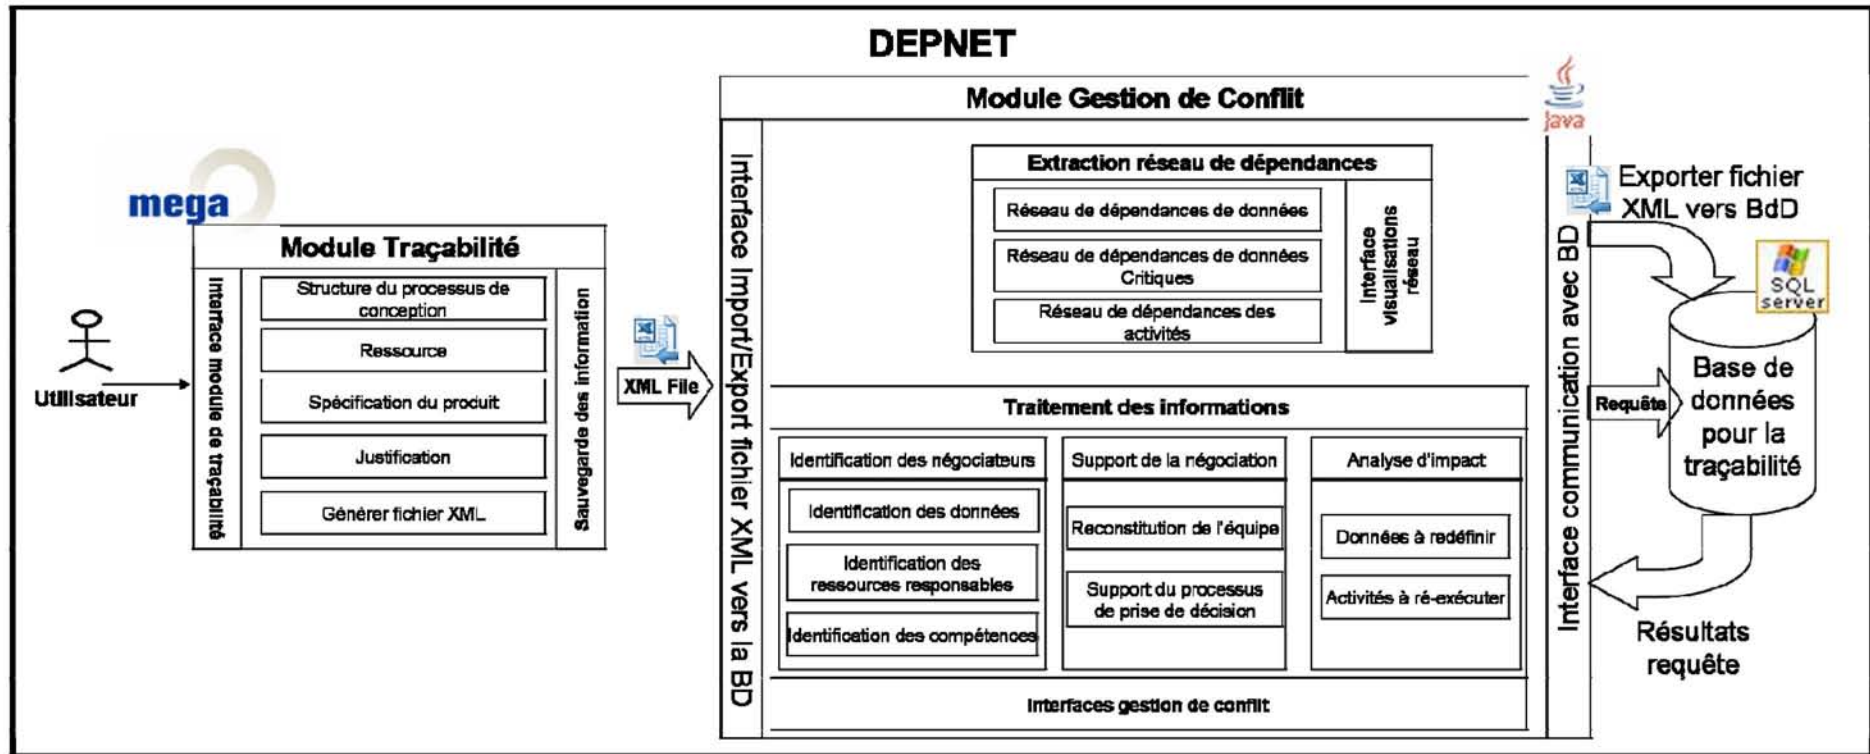 DEPNET
mega
Module Traçabilité
Utilisateur
Interface module de traçabilité
Structure du processus de
conception
Ressource
Spécification du produit
Justification
Générer fichier XML
Sauvegarde des information
XML File
Module Gestion de Conflit
Interface Import/Export fichier XML vers la BD
Extraction réseau de dépendances
Réseau de dépendances de données
Réseau de dépendances de données
Critiques
Réseau de dépendances des
activités
Interface
visualisations
réseau
Traitement des informations
Identification des négociateurs
Identification des données
Identification des
ressources responsables
Identification des compétences
Support de la négociation
Reconstitution de l'équipe
Support du processus
de prise de décision
Analyse d'impact
Données à redéfinir
Activités à ré-exécuter
Interfaces gestion de conflit
java
Interface communication avec BD
Exporter fichier
XML vers BdD
SQL
server
Requête
Base de
données
pour la
traçabilité
Résultats
requête